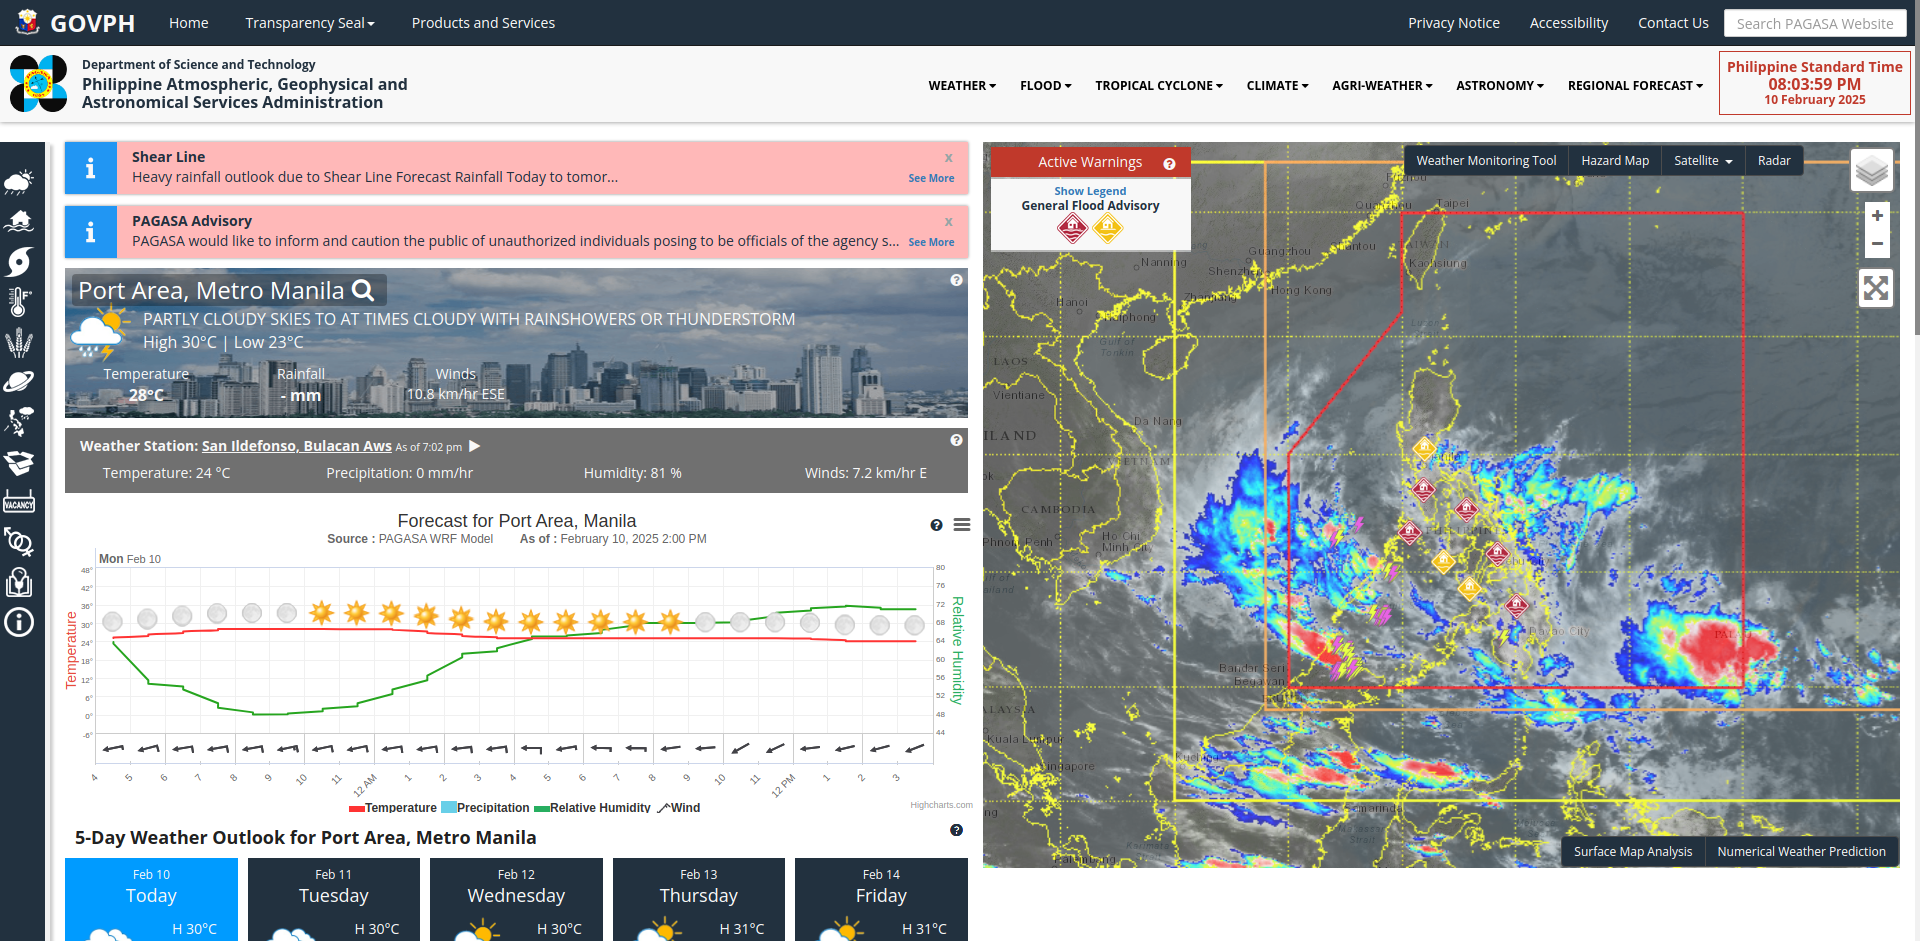 GOVPH
Home
Transparency Seal
Products and Services
Privacy Notice
Accessibility
Contact Us
Search PAGASA Website
Department of Science and Technology
Philippine Atmospheric, Geophysical and
Astronomical Services Administration
WEATHER
FLOOD
TROPICAL CYCLONE
CLIMATE
AGRI-WEATHER
ASTRONOMY
REGIONAL FORECAST
Philippine Standard Time
08:03:59 PM
10 February 2025
Shear Line
x
Heavy rainfall outlook due to Shear Line Forecast Rainfall Today to tomor...
See More
PAGASA Advisory
x
PAGASA would like to inform and caution the public of unauthorized individuals posing to be officials of the agency s...
See More
Port Area, Metro Manila
PARTLY CLOUDY SKIES TO AT TIMES CLOUDY WITH RAINSHOWERS OR THUNDERSTORM
High 30°C | Low 23°C
Temperature
Rainfall
Winds
28°C
- mm
10.8 km/hr ESE
Weather Station: San Ildefonso, Bulacan Aws As of 7:02 pm
Temperature: 24 °C
Precipitation: 0 mm/hr
Humidity: 81 %
Winds: 7.2 km/hr E
Forecast for Port Area, Manila
Source : PAGASA WRF Model As of : February 10, 2025 2:00 PM
Mon Feb 10
48°
42°
36°
30°
24°
18°
12°
6°
0°
-6°
Temperature
80
76
72
68
64
60
56
52
48
44
Relative Humidity
4 5 6 7 8 9 10 11 12 AM 1 2 3 4 5 6 7 8 9 10 11 12 PM 1 2 3
Temperature Precipitation Relative Humidity Wind
Highcharts.com
5-Day Weather Outlook for Port Area, Metro Manila
Feb 10
Today
H 30°C
Feb 11
Tuesday
H 30°C
Feb 12
Wednesday
H 30°C
Feb 13
Thursday
H 31°C
Feb 14
Friday
H 31°C
VACANCY
Active Warnings
Show Legend
General Flood Advisory
Weather Monitoring Tool
Hazard Map
Satellite
Radar
+
−
Taipei
TAIWAN
Kaohsiung
Guangzhou
Shantou
Shenzhen
Hong Kong
Nanning
Zhanjiang
Hanoi
Haiphong
Gulf of
Tonkin
LAOS
Vientiane
Da Nang
VIETNAM
CAMBODIA
Phnom Penh
Ho Chi
Minh City
Davao City
Bandar Seri
Begawan
Kuala Lumpur
Singapore
Kuching
Samarinda
Surface Map Analysis
Numerical Weather Prediction